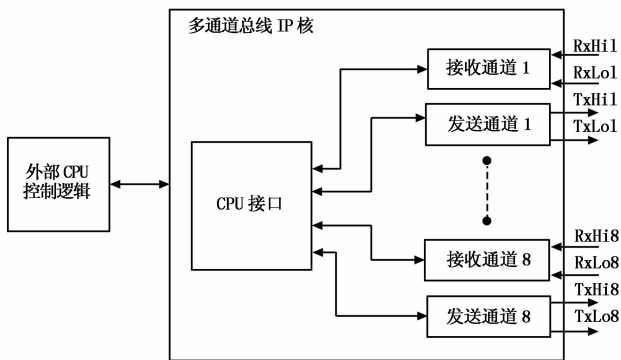 多通道总线 IP 核
接收通道 1
RxHi1
RxLo1
发送通道 1
TxHi1
TxLo1
外部 CPU
控制逻辑
CPU 接口
接收通道 8
RxHi8
RxLo8
发送通道 8
TxHi8
TxLo8